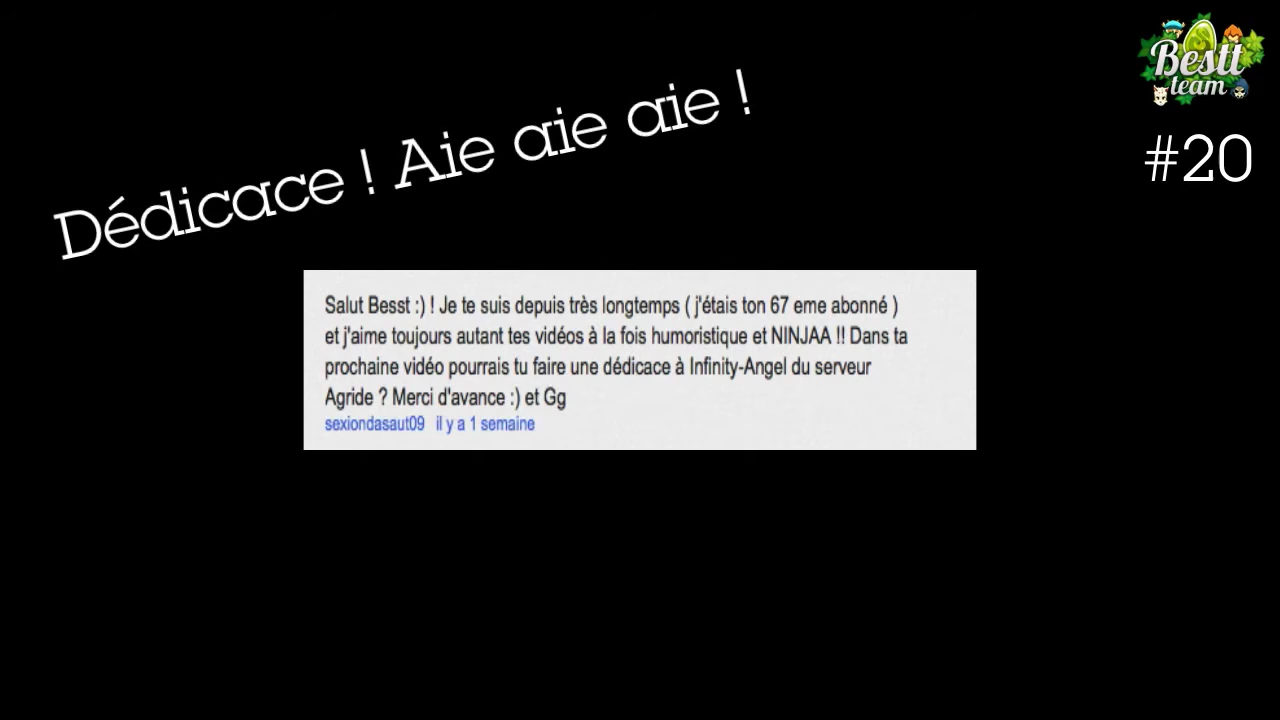 Bestt
team
#20
Dédicace ! Aie aie aie !
Salut Besst :) ! Je te suis depuis très longtemps ( j'étais ton 67 eme abonné )
et j'aime toujours autant tes vidéos à la fois humoristique et NINJAA !! Dans ta
prochaine vidéo pourrais tu faire une dédicace à Infinity-Angel du serveur
Agride ? Merci d'avance :) et Gg
sexiondasaut09 il y a 1 semaine